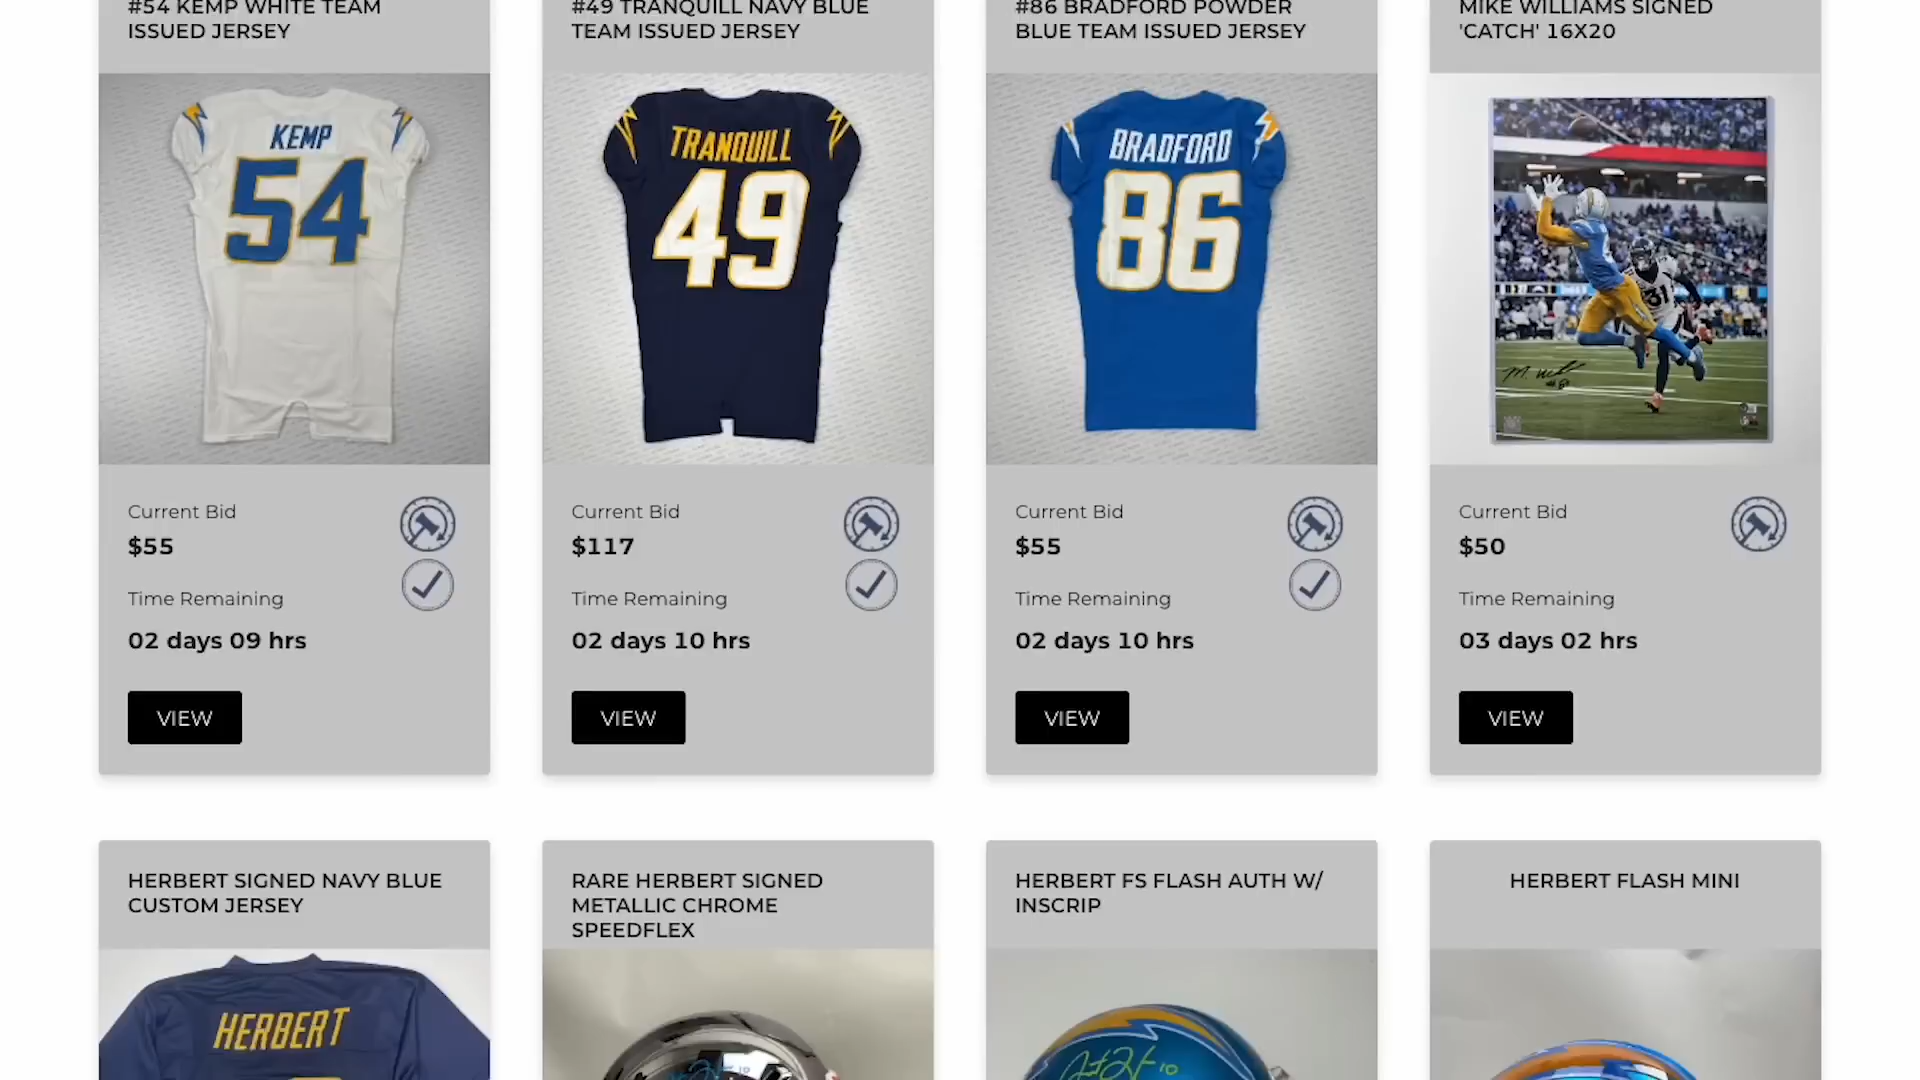 #54 KEMP WHITE TEAM
ISSUED JERSEY
#49 TRANQUILL NAVY BLUE
TEAM ISSUED JERSEY
#86 BRADFORD POWDER
BLUE TEAM ISSUED JERSEY
MIKE WILLIAMS SIGNED
'CATCH' 16X20
KEMP
54
TRANQUILL
49
BRADFORD
86
31
Current Bid
$55
Time Remaining
02 days 09 hrs
VIEW
Current Bid
$117
Time Remaining
02 days 10 hrs
VIEW
Current Bid
$55
Time Remaining
02 days 10 hrs
VIEW
Current Bid
$50
Time Remaining
03 days 02 hrs
VIEW
HERBERT SIGNED NAVY BLUE
CUSTOM JERSEY
RARE HERBERT SIGNED
METALLIC CHROME
SPEEDFLEX
HERBERT FS FLASH AUTH W/
INSCRIP
HERBERT FLASH MINI
HERBERT
10
10